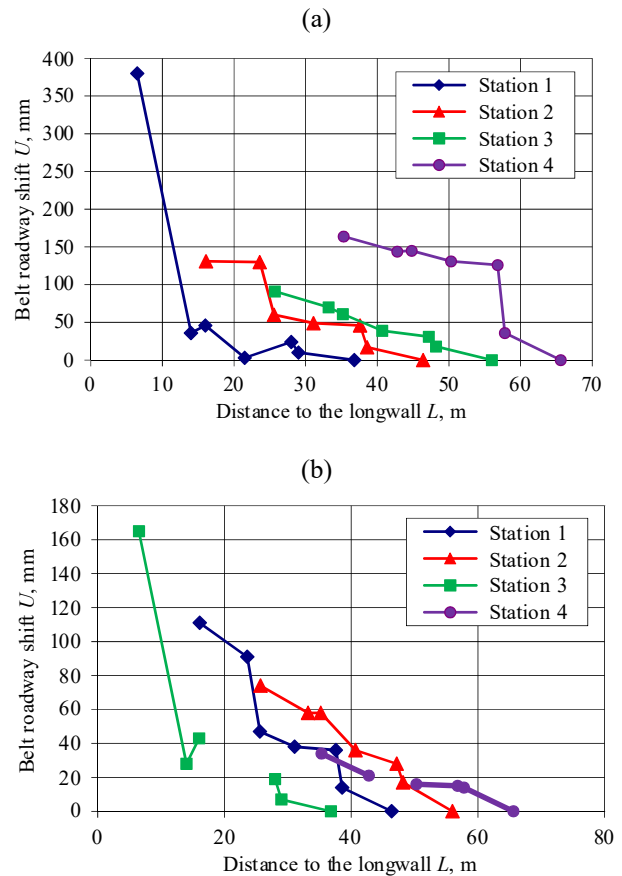 (a)
Belt roadway shift U, mm
400
350
300
250
200
150
100
50
0
Station 1
Station 2
Station 3
Station 4
0 10 20 30 40 50 60 70
Distance to the longwall L, m
(b)
Belt roadway shift U, mm
180
160
140
120
100
80
60
40
20
0
Station 1
Station 2
Station 3
Station 4
0 20 40 60 80
Distance to the longwall L, m